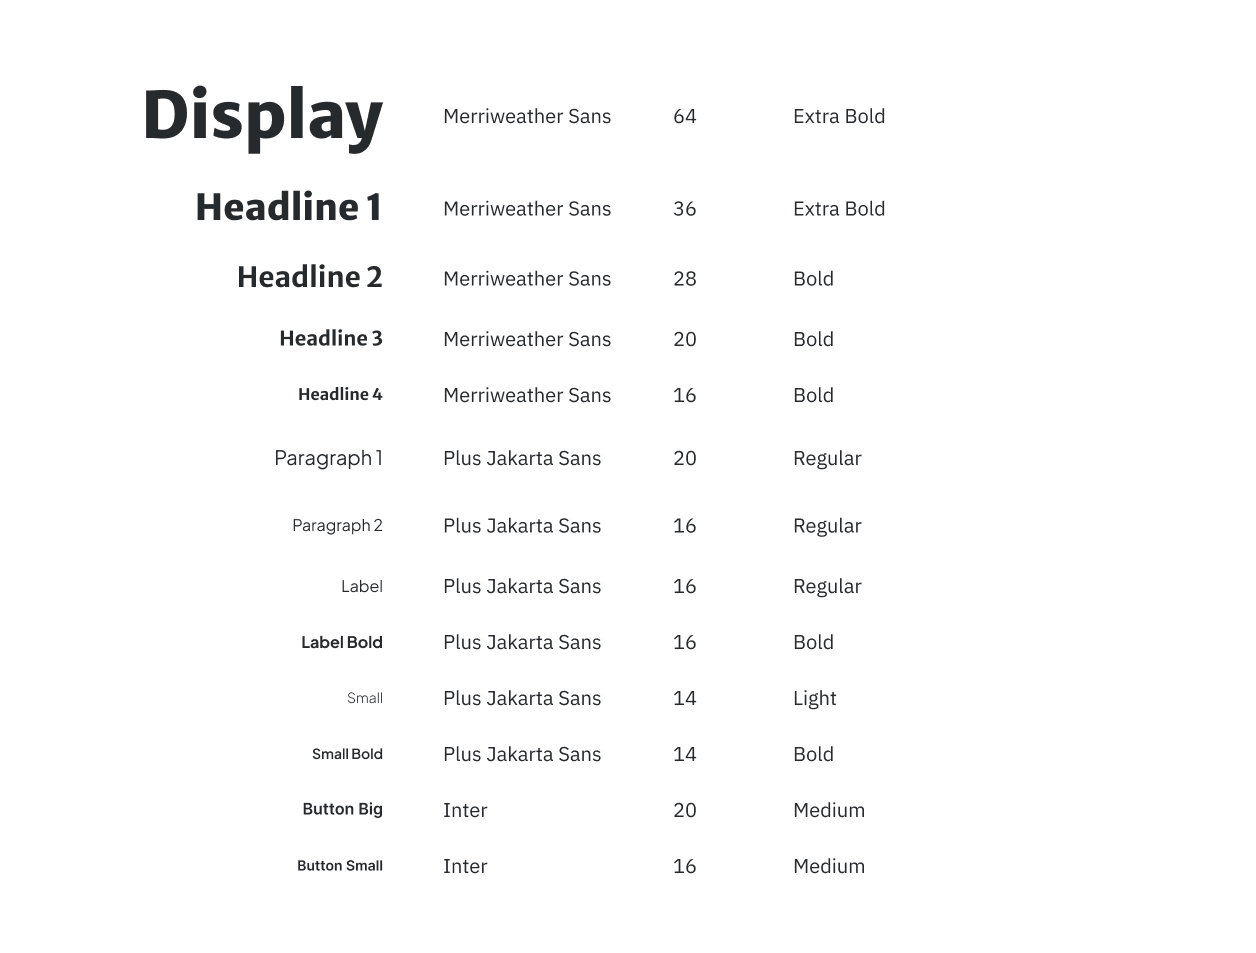 Display Merriweather Sans 64 Extra Bold
Headline 1 Merriweather Sans 36 Extra Bold
Headline 2 Merriweather Sans 28 Bold
Headline 3 Merriweather Sans 20 Bold
Headline 4 Merriweather Sans 16 Bold
Paragraph 1 Plus Jakarta Sans 20 Regular
Paragraph 2 Plus Jakarta Sans 16 Regular
Label Plus Jakarta Sans 16 Regular
Label Bold Plus Jakarta Sans 16 Bold
Small Plus Jakarta Sans 14 Light
Small Bold Plus Jakarta Sans 14 Bold
Button Big Inter 20 Medium
Button Small Inter 16 Medium